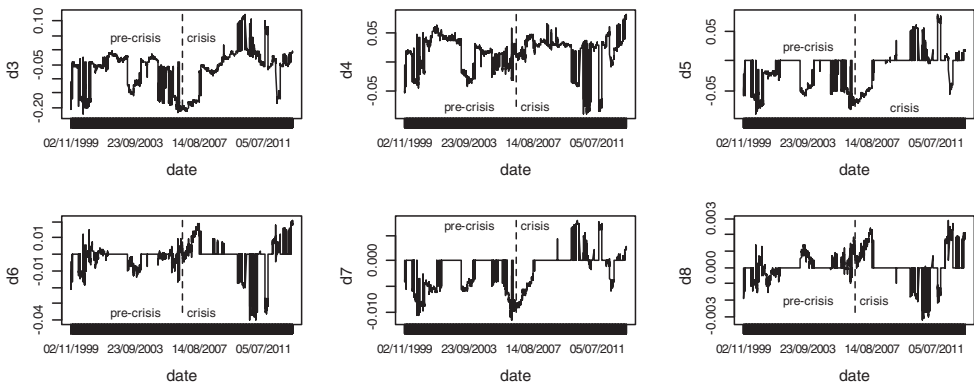 d3
0.10
-0.05
-0.20
pre-crisis
crisis
02/11/1999 23/09/2003 14/08/2007 05/07/2011
date
d4
0.05
-0.05
pre-crisis
crisis
02/11/1999 23/09/2003 14/08/2007 05/07/2011
date
d5
0.05
-0.05
pre-crisis
crisis
02/11/1999 23/09/2003 14/08/2007 05/07/2011
date
d6
0.01
-0.01
-0.04
pre-crisis
crisis
02/11/1999 23/09/2003 14/08/2007 05/07/2011
date
d7
0.000
-0.010
pre-crisis
crisis
02/11/1999 23/09/2003 14/08/2007 05/07/2011
date
d8
0.003
0.000
-0.003
pre-crisis
crisis
02/11/1999 23/09/2003 14/08/2007 05/07/2011
date